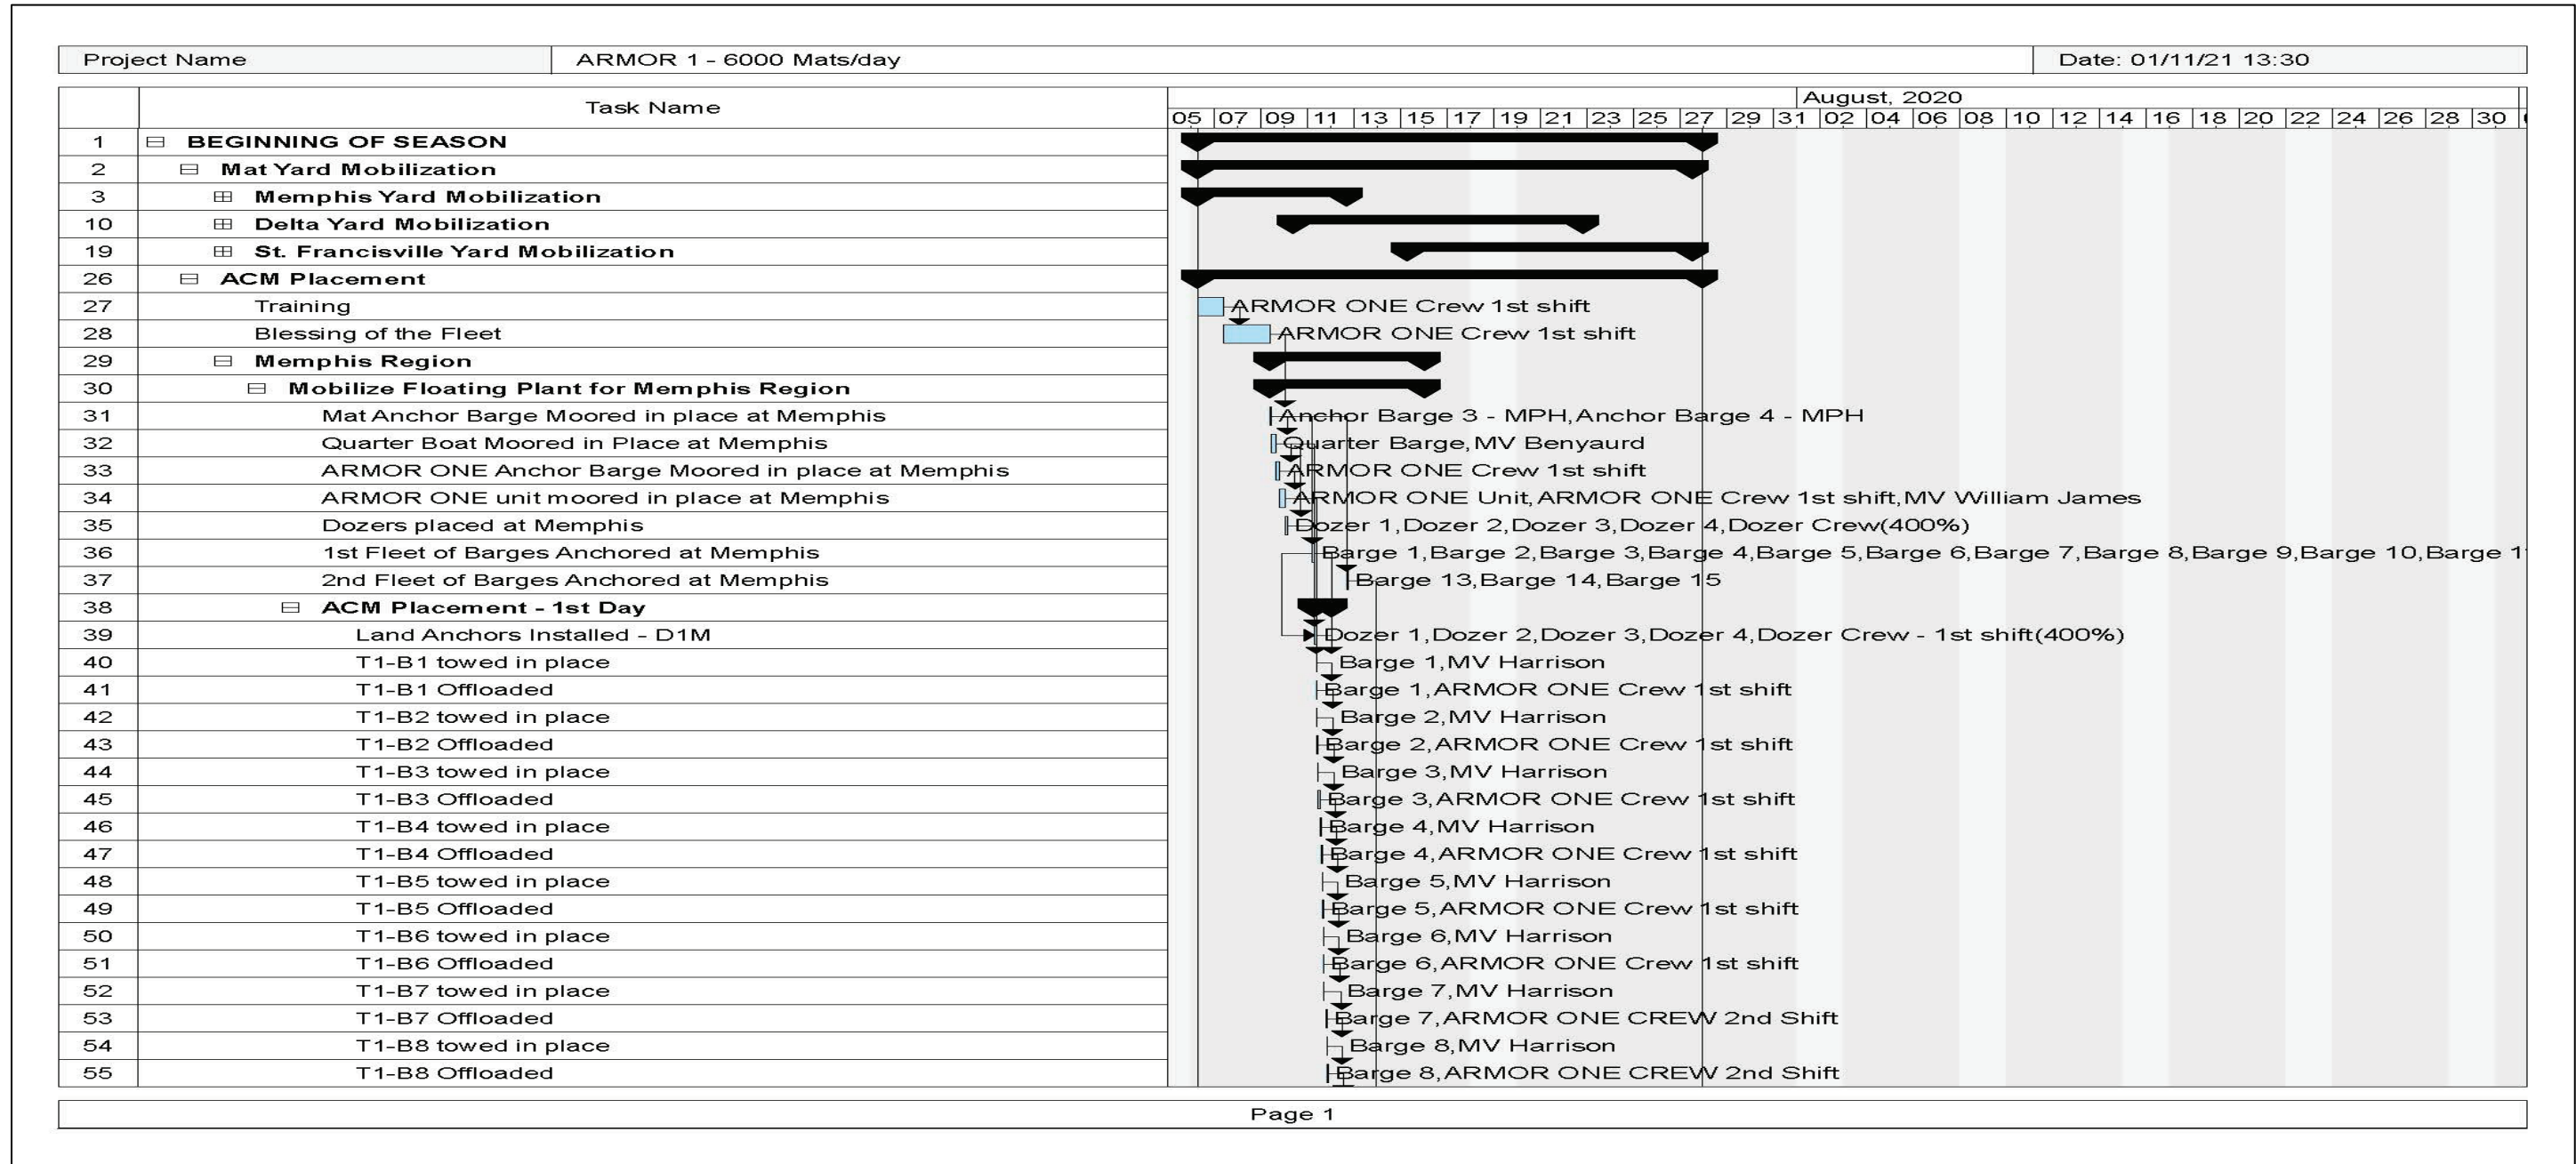 Project Name ARMOR 1 - 6000 Mats/day Date: 01/11/21 13:30
Task Name August, 2020
05 07 09 11 13 15 17 19 21 23 25 27 29 31 02 04 06 08 10 12 14 16 18 20 22 24 26 28 30
1 BEGINNING OF SEASON
2 Mat Yard Mobilization
3 Memphis Yard Mobilization
10 Delta Yard Mobilization
19 St. Francisville Yard Mobilization
26 ACM Placement
27 Training ARMOR ONE Crew 1st shift
28 Blessing of the Fleet ARMOR ONE Crew 1st shift
29 Memphis Region
30 Mobilize Floating Plant for Memphis Region
31 Mat Anchor Barge Moored in place at Memphis Anchor Barge 3 - MPH,Anchor Barge 4 - MPH
32 Quarter Boat Moored in Place at Memphis Quarter Barge,MV Benyaurd
33 ARMOR ONE Anchor Barge Moored in place at Memphis ARMOR ONE Crew 1st shift
34 ARMOR ONE unit moored in place at Memphis ARMOR ONE Unit,ARMOR ONE Crew 1st shift,MV William James
35 Dozers placed at Memphis Dozer 1,Dozer 2,Dozer 3,Dozer 4,Dozer Crew(400%)
36 1st Fleet of Barges Anchored at Memphis Barge 1,Barge 2,Barge 3,Barge 4,Barge 5,Barge 6,Barge 7,Barge 8,Barge 9,Barge 10,Barge 1
37 2nd Fleet of Barges Anchored at Memphis Barge 13,Barge 14,Barge 15
38 ACM Placement - 1st Day
39 Land Anchors Installed - D1M Dozer 1,Dozer 2,Dozer 3,Dozer 4,Dozer Crew - 1st shift(400%)
40 T1-B1 towed in place Barge 1,MV Harrison
41 T1-B1 Offloaded Barge 1,ARMOR ONE Crew 1st shift
42 T1-B2 towed in place Barge 2,MV Harrison
43 T1-B2 Offloaded Barge 2,ARMOR ONE Crew 1st shift
44 T1-B3 towed in place Barge 3,MV Harrison
45 T1-B3 Offloaded Barge 3,ARMOR ONE Crew 1st shift
46 T1-B4 towed in place Barge 4,MV Harrison
47 T1-B4 Offloaded Barge 4,ARMOR ONE Crew 1st shift
48 T1-B5 towed in place Barge 5,MV Harrison
49 T1-B5 Offloaded Barge 5,ARMOR ONE Crew 1st shift
50 T1-B6 towed in place Barge 6,MV Harrison
51 T1-B6 Offloaded Barge 6,ARMOR ONE Crew 1st shift
52 T1-B7 towed in place Barge 7,MV Harrison
53 T1-B7 Offloaded Barge 7,ARMOR ONE CREW 2nd Shift
54 T1-B8 towed in place Barge 8,MV Harrison
55 T1-B8 Offloaded Barge 8,ARMOR ONE CREW 2nd Shift
Page 1